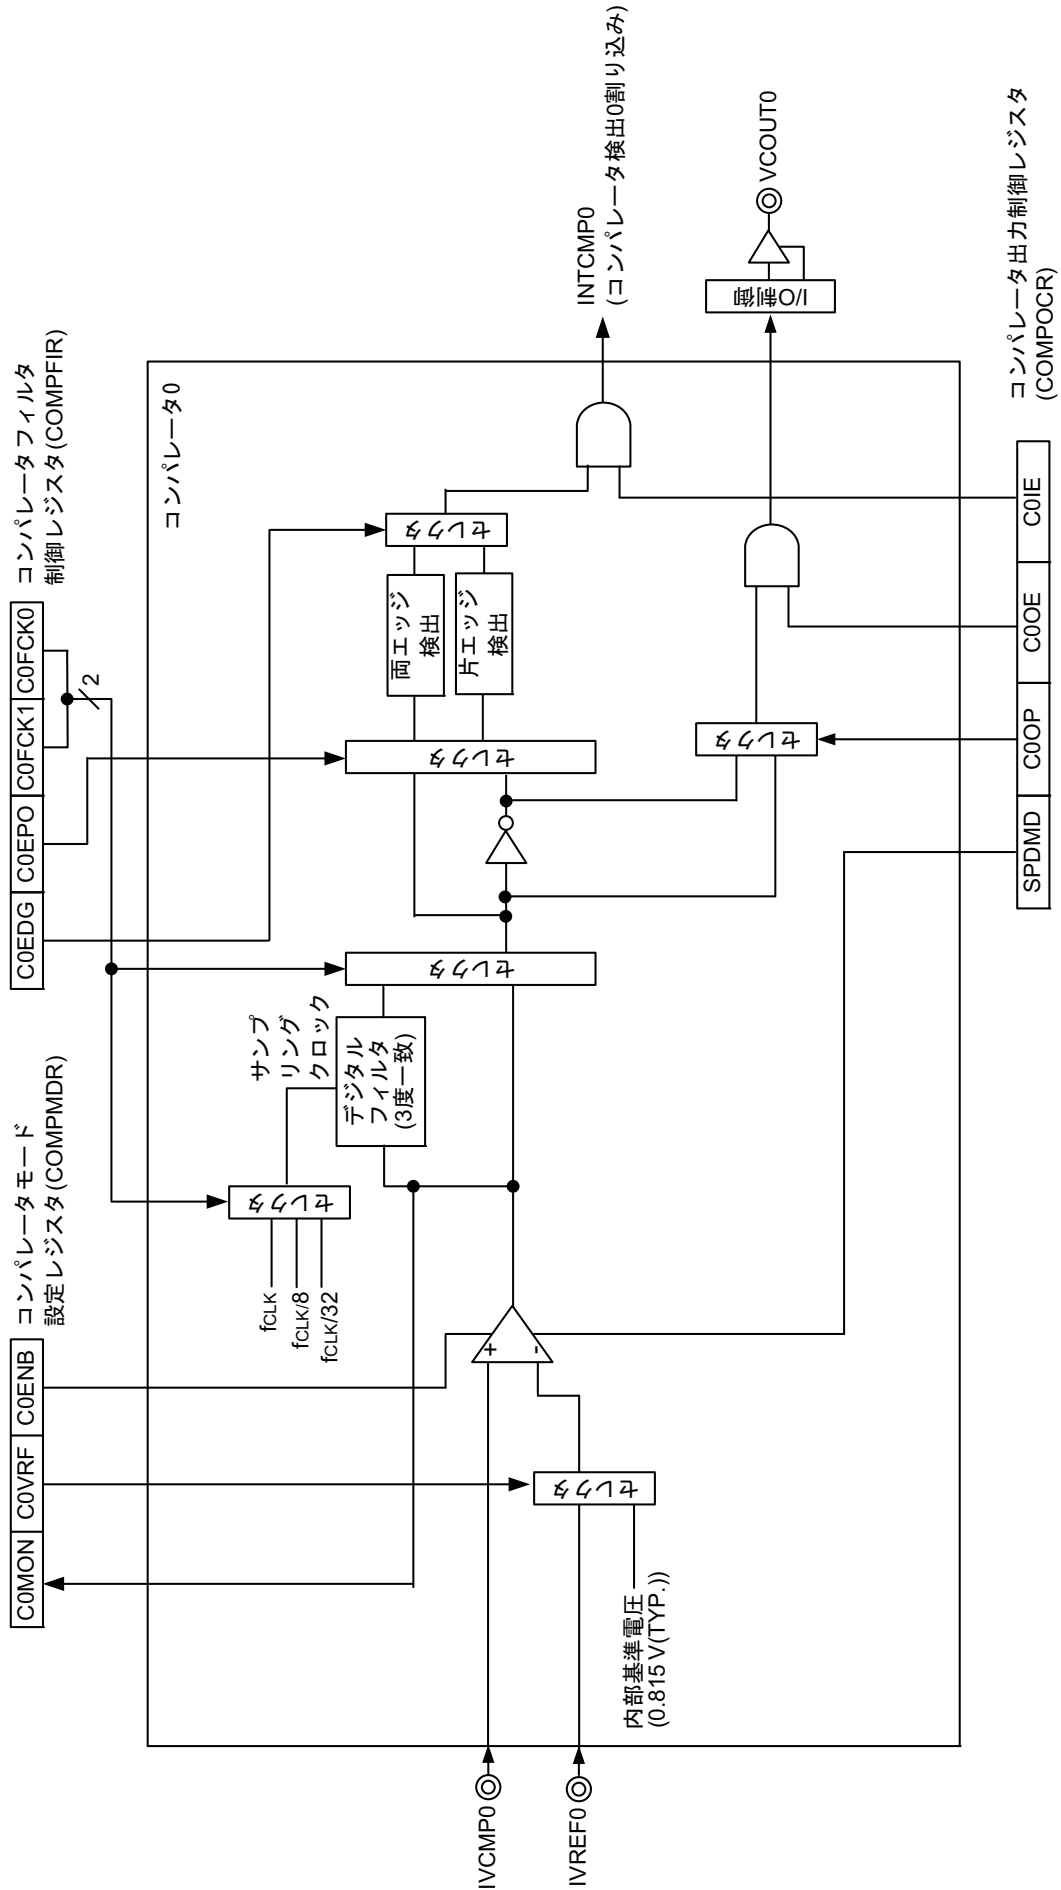 コンパレータモード
設定レジスタ(COMPMDR)
C0MON
C0VRF
C0ENB
コンパレータフィルタ
制御レジスタ(COMPFIR)
C0EDG
C0EPO
C0FCK1
C0FCK0
2
コンパレータ0
fCLK
fCLK/8
fCLK/32
セレクタ
サンプ
リング
クロック
デジタル
フィルタ
(3度一致)
セレクタ
セレクタ
両エッジ
検出
片エッジ
検出
セレクタ
INTCMP0
(コンパレータ検出0割り込み)
IVCMP0
+
-
IVREF0
セレクタ
内部基準電圧
(0.815 V(TYP.))
セレクタ
I/O制御
VCOUT0
SPDMD
C0OP
C0OE
C0IE
コンパレータ出力制御レジスタ
(COMPOCR)